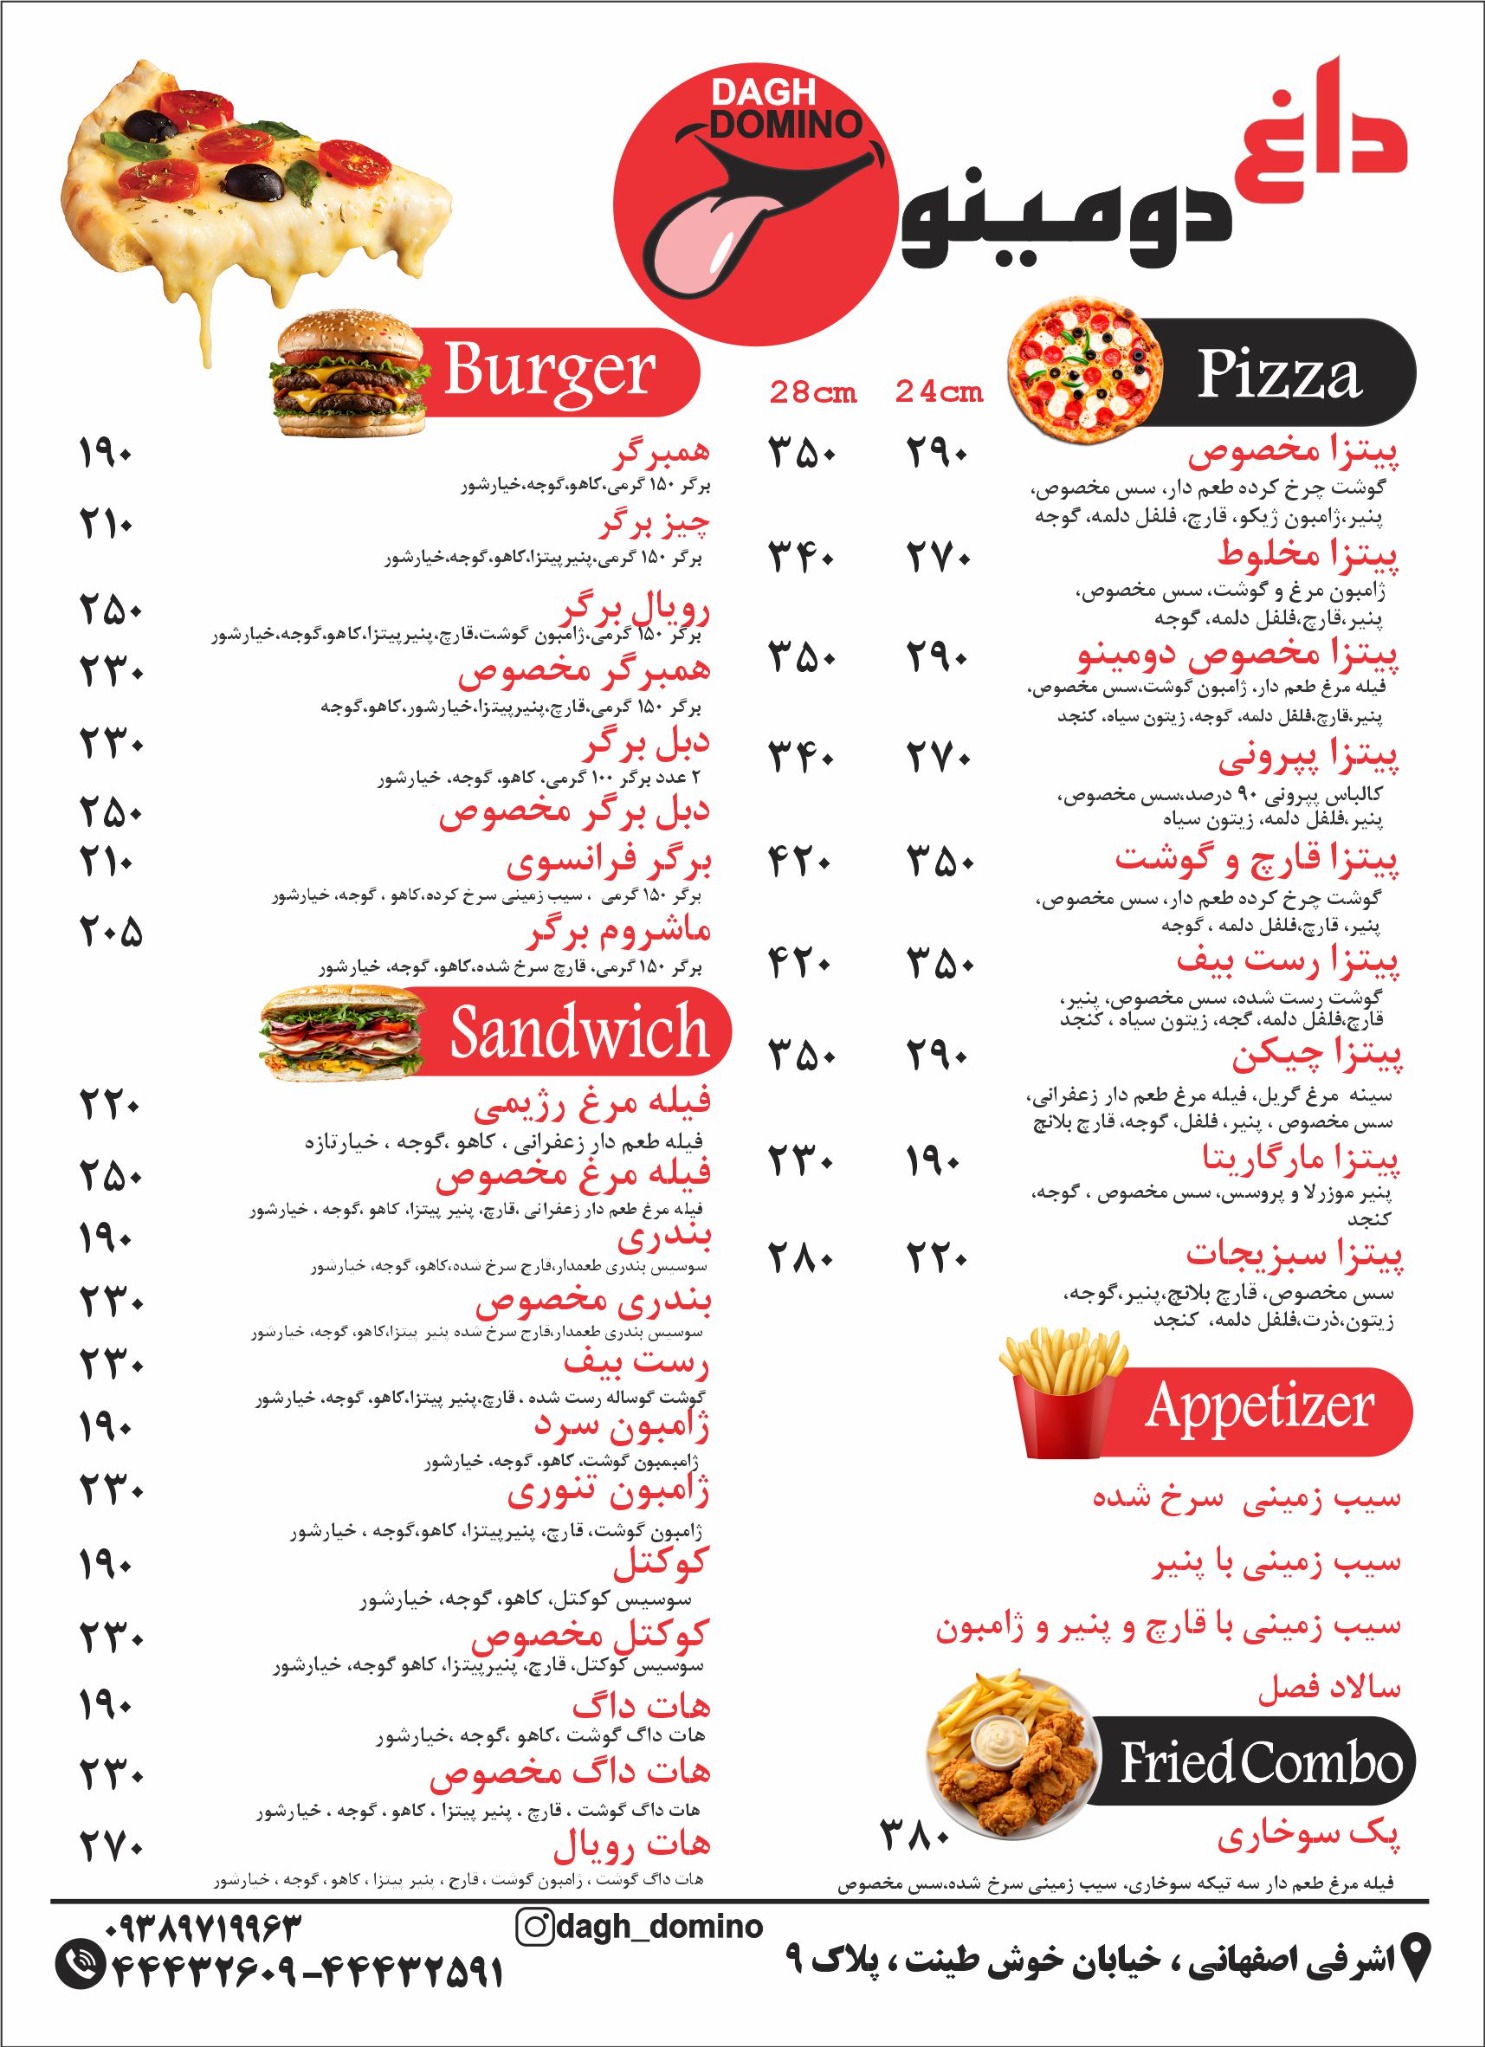 داغ
دومینو
DAGH
DOMINO
Pizza
28cm 24cm
پیتزا مخصوص ۲۹۰ ۳۵۰
گوشت چرخ کرده طعم دار، سس مخصوص،
پنیر،ژامبون ژیکو، قارچ، فلفل دلمه، گوجه
پیتزا مخلوط ۲۷۰ ۳۴۰
ژامبون مرغ و گوشت، سس مخصوص،
پنیر،قارچ،فلفل دلمه، گوجه
پیتزا مخصوص دومینو ۲۹۰ ۳۵۰
فیله مرغ طعم دار، ژامبون گوشت،سس مخصوص،
پنیر،قارچ،فلفل دلمه، گوجه، زیتون سیاه، کنجد
پیتزا پپرونی ۲۷۰ ۳۴۰
کالباس پپرونی ۹۰ درصد،سس مخصوص،
پنیر،فلفل دلمه، زیتون سیاه
پیتزا قارچ و گوشت ۳۵۰ ۴۲۰
گوشت چرخ کرده طعم دار، سس مخصوص،
پنیر، قارچ،فلفل دلمه ، گوجه
پیتزا رست بیف ۳۵۰ ۴۲۰
گوشت رست شده، سس مخصوص، پنیر،
قارچ،فلفل دلمه، گجه، زیتون سیاه ، کنجد
پیتزا چیکن ۲۹۰ ۳۵۰
سینه مرغ گریل، فیله مرغ طعم دار زعفرانی،
سس مخصوص ، پنیر، فلفل، گوجه، قارچ بلانچ
پیتزا مارگاریتا ۱۹۰ ۲۳۰
پنیر موزرلا و پروسس، سس مخصوص ، گوجه،
کنجد
پیتزا سبزیجات ۲۲۰ ۲۸۰
سس مخصوص، قارچ بلانچ،پنیر،گوجه،
زیتون،ذرت،فلفل دلمه، کنجد
Appetizer
سیب زمینی سرخ شده
سیب زمینی با پنیر
سیب زمینی با قارچ و پنیر و ژامبون
سالاد فصل
Fried Combo
پک سوخاری ۳۸۰
فیله مرغ طعم دار سه تیکه سوخاری، سیب زمینی سرخ شده،سس مخصوص
Burger
همبرگر ۱۹۰
برگر ۱۵۰ گرمی،کاهو،گوجه،خیارشور
چیز برگر ۲۱۰
برگر ۱۵۰ گرمی،پنیرپیتزا،کاهو،گوجه،خیارشور
رویال برگر ۲۵۰
برگر ۱۵۰ گرمی،ژامبون گوشت،قارچ،پنیرپیتزا،کاهو،گوجه،خیارشور
همبرگر مخصوص ۲۳۰
برگر ۱۵۰ گرمی،قارچ،پنیرپیتزا،خیارشور،کاهو،گوجه
دبل برگر ۲۳۰
۲ عدد برگر ۱۰۰ گرمی، کاهو، گوجه، خیارشور
دبل برگر مخصوص ۲۵۰
برگر فرانسوی ۲۱۰
برگر ۱۵۰ گرمی ، سیب زمینی سرخ کرده،کاهو ، گوجه، خیارشور
ماشروم برگر ۲۰۵
برگر ۱۵۰ گرمی، قارچ سرخ شده،کاهو، گوجه، خیارشور
Sandwich
فیله مرغ رژیمی ۲۲۰
فیله طعم دار زعفرانی ، کاهو ،گوجه ، خیارتازه
فیله مرغ مخصوص ۲۵۰
فیله مرغ طعم دار زعفرانی ،قارچ، پنیر پیتزا، کاهو ،گوجه ، خیارشور
بندری ۱۹۰
سوسیس بندری طعمدار،قارچ سرخ شده،کاهو، گوجه، خیارشور
بندری مخصوص ۲۳۰
سوسیس بندری طعمدار،قارچ سرخ شده پنیر پیتزا،کاهو، گوجه، خیارشور
رست بیف ۲۳۰
گوشت گوساله رست شده ، قارچ،پنیر پیتزا،کاهو، گوجه، خیارشور
ژامبون سرد ۱۹۰
ژامبمبون گوشت، کاهو، گوجه، خیارشور
ژامبون تنوری ۲۳۰
ژامبون گوشت، قارچ، پنیرپیتزا، کاهو،گوجه ، خیارشور
کوکتل ۱۹۰
سوسیس کوکتل، کاهو، گوجه، خیارشور
کوکتل مخصوص ۲۳۰
سوسیس کوکتل، قارچ، پنیرپیتزا، کاهو گوجه، خیارشور
هات داگ ۱۹۰
هات داگ گوشت ،کاهو ،گوجه ،خیارشور
هات داگ مخصوص ۲۳۰
هات داگ گوشت ، قارچ ، پنیر پیتزا ، کاهو ، گوجه ، خیارشور
هات رویال ۲۷۰
هات داگ گوشت ، ژامبون گوشت ، قارچ ، پنیر پیتزا ، کاهو ، گوجه ، خیارشور
اشرفی اصفهانی ، خیابان خوش طینت ، پلاک ۹
dagh_domino
۰۹۳۸۹۷۱۹۹۶۳
۴۴۴۳۲۶۰۹-۴۴۴۳۲۵۹۱